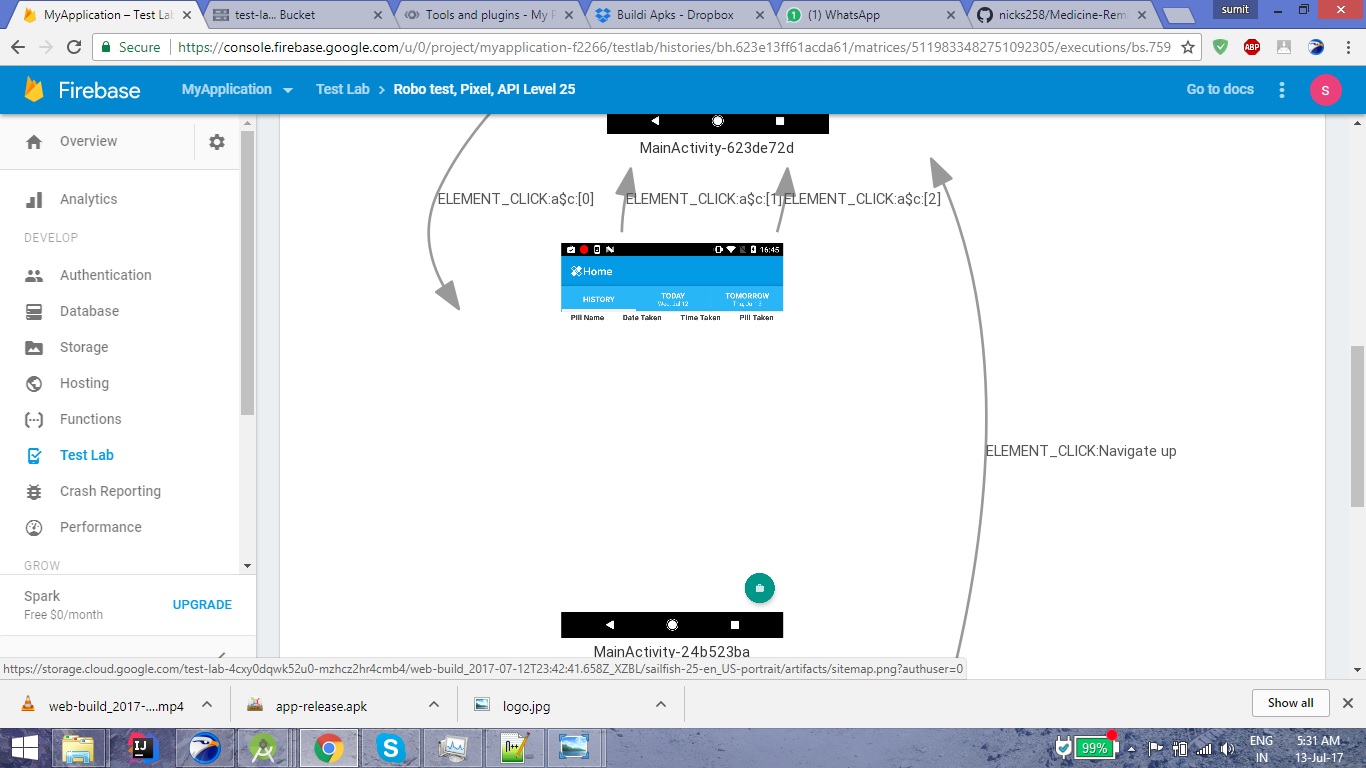 MyApplication – Test Lab
test-la... Bucket
Tools and plugins - My P
Buildi Apks - Dropbox
(1) WhatsApp
nicks258/Medicine-Rem
sumit
Secure
https://console.firebase.google.com/u/0/project/myapplication-f2266/testlab/histories/bh.623e13ff61acda61/matrices/5119833482751092305/executions/bs.759
ABP
Firebase
MyApplication
Test Lab > Robo test, Pixel, API Level 25
Go to docs
S
Overview
Analytics
DEVELOP
Authentication
Database
Storage
Hosting
Functions
Test Lab
Crash Reporting
Performance
GROW
Spark
Free $0/month
UPGRADE
MainActivity-623de72d
ELEMENT_CLICK:a$c:[0]
ELEMENT_CLICK:a$c:[1]
ELEMENT_CLICK:a$c:[2]
16:45
Home
HISTORY
TODAY
Wed, Jul 12
TOMORROW
Thu, Jul 13
Pill Name
Date Taken
Time Taken
Pill Taken
ELEMENT_CLICK:Navigate up
MainActivity-24b523ba
https://storage.cloud.google.com/test-lab-4cxy0dqwk52u0-mzhcz2hr4cmb4/web-build_2017-07-12T23:42:41.658Z_XZBL/sailfish-25-en_US-portrait/artifacts/sitemap.png?authuser=0
web-build_2017-....mp4
app-release.apk
logo.jpg
Show all
99%
ENG
IN
5:31 AM
13-Jul-17